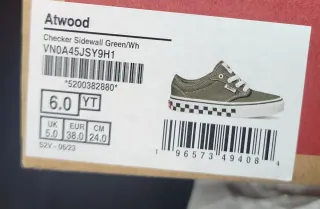 Atwood
Checker Sidewall Green/Wh
VN0A45JSY9H1
*5200382880*
6.0 YT
UK EUR CM
5.0 38.0 24.0
S2V - 06/23
1 96573 49408 4